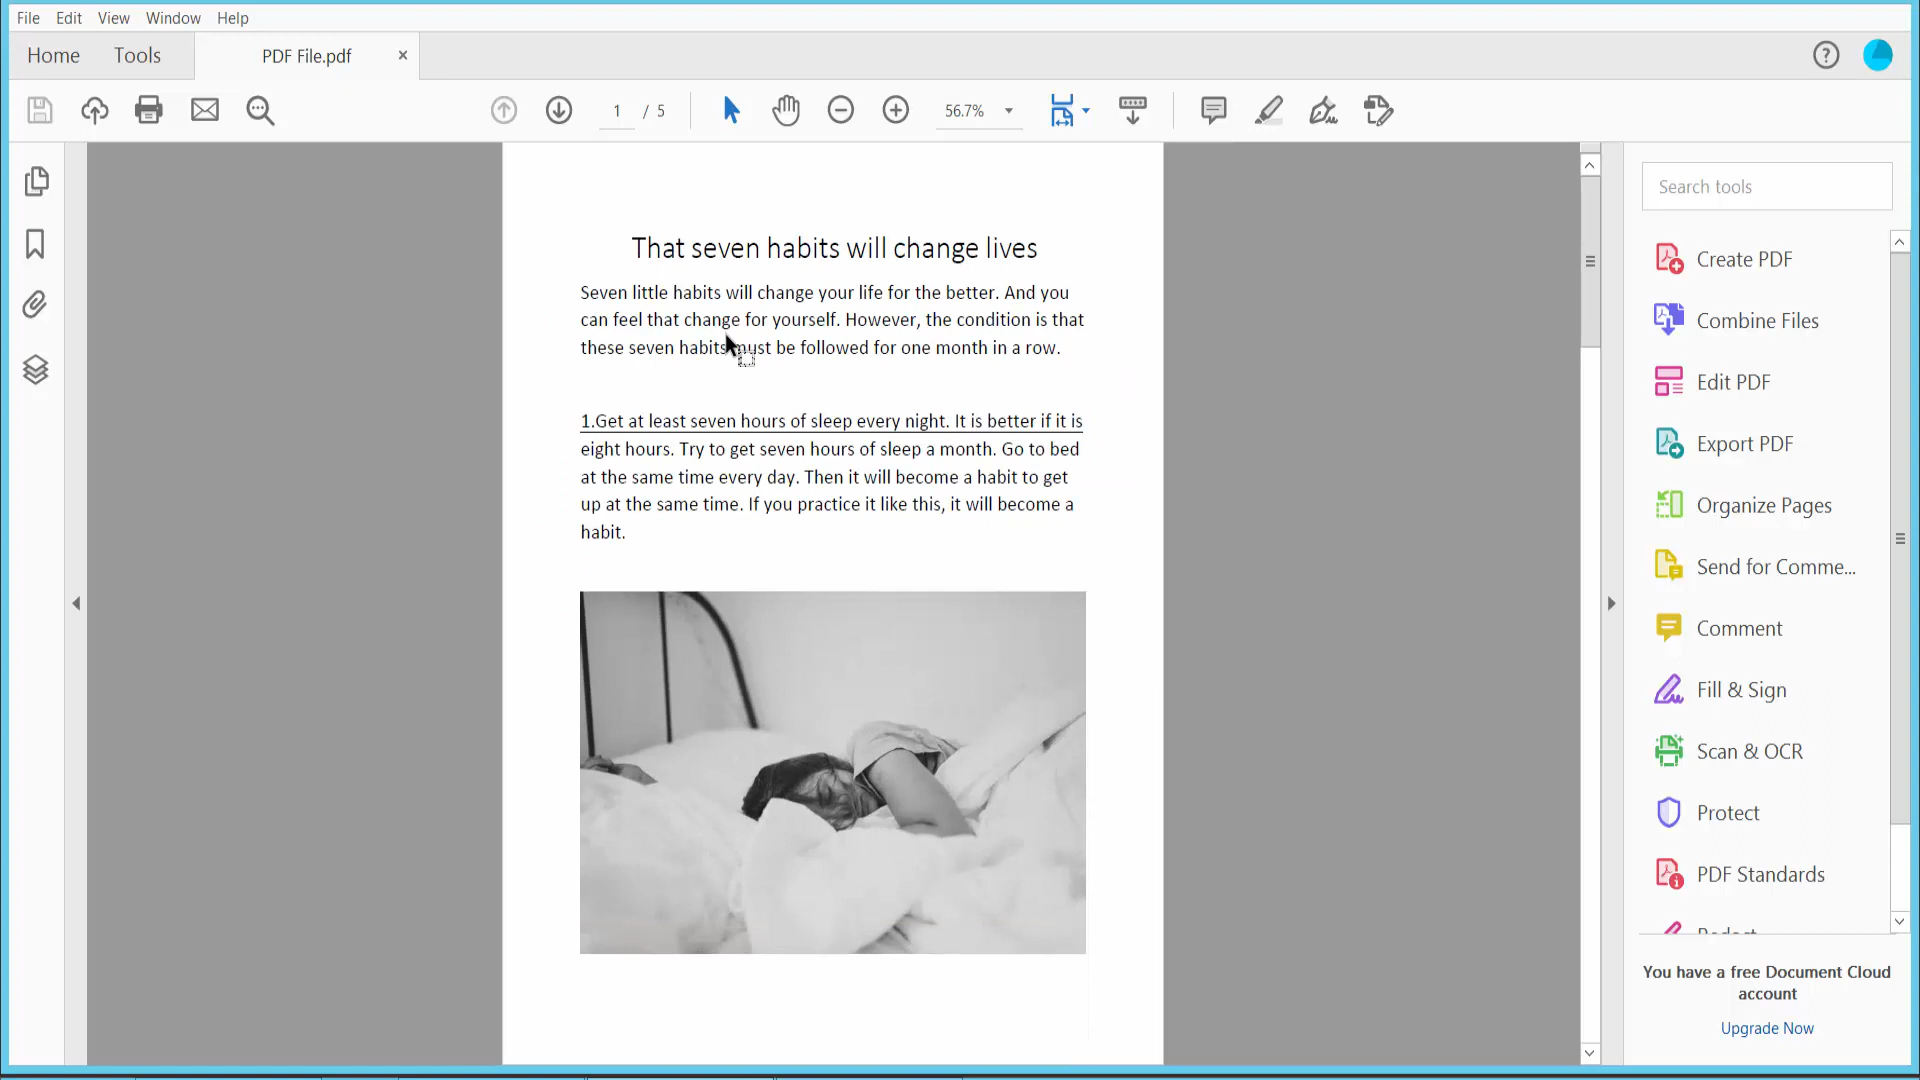 File Edit View Window Help
Home Tools PDF File.pdf ×
1 / 5 56.7%
That seven habits will change lives
Seven little habits will change your life for the better. And you
can feel that change for yourself. However, the condition is that
these seven habits must be followed for one month in a row.
1.Get at least seven hours of sleep every night. It is better if it is
eight hours. Try to get seven hours of sleep a month. Go to bed
at the same time every day. Then it will become a habit to get
up at the same time. If you practice it like this, it will become a
habit.
Search tools
Create PDF
Combine Files
Edit PDF
Export PDF
Organize Pages
Send for Comme...
Comment
Fill & Sign
Scan & OCR
Protect
PDF Standards
Redact
You have a free Document Cloud
account
Upgrade Now